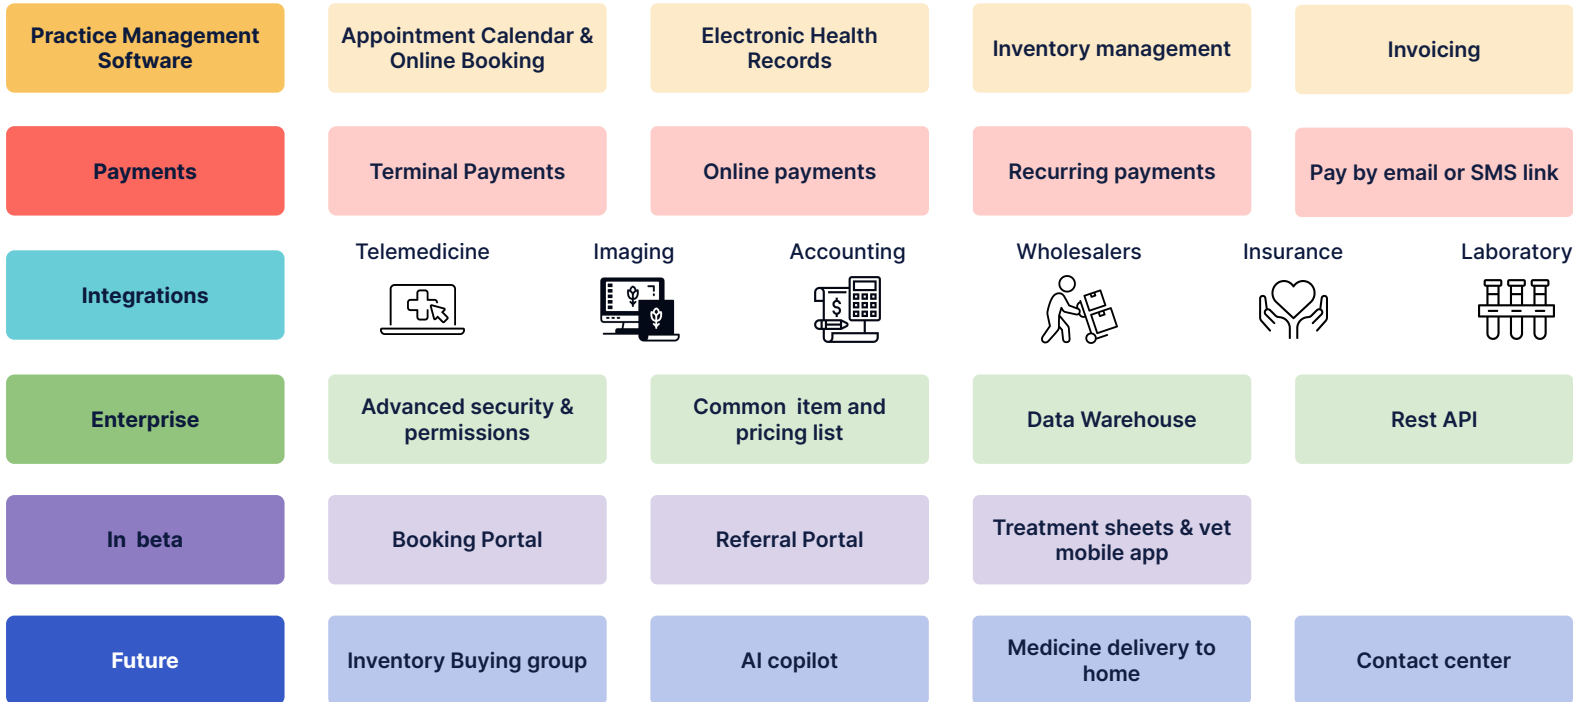 Practice Management
Software
Appointment Calendar &
Online Booking
Electronic Health
Records
Inventory management
Invoicing
Payments
Terminal Payments
Online payments
Recurring payments
Pay by email or SMS link
Integrations
Telemedicine
Imaging
Accounting
Wholesalers
Insurance
Laboratory
$
Enterprise
Advanced security &
permissions
Common  item and
pricing list
Data Warehouse
Rest API
In  beta
Booking Portal
Referral Portal
Treatment sheets & vet
mobile app
Future
Inventory Buying group
AI copilot
Medicine delivery to
home
Contact center